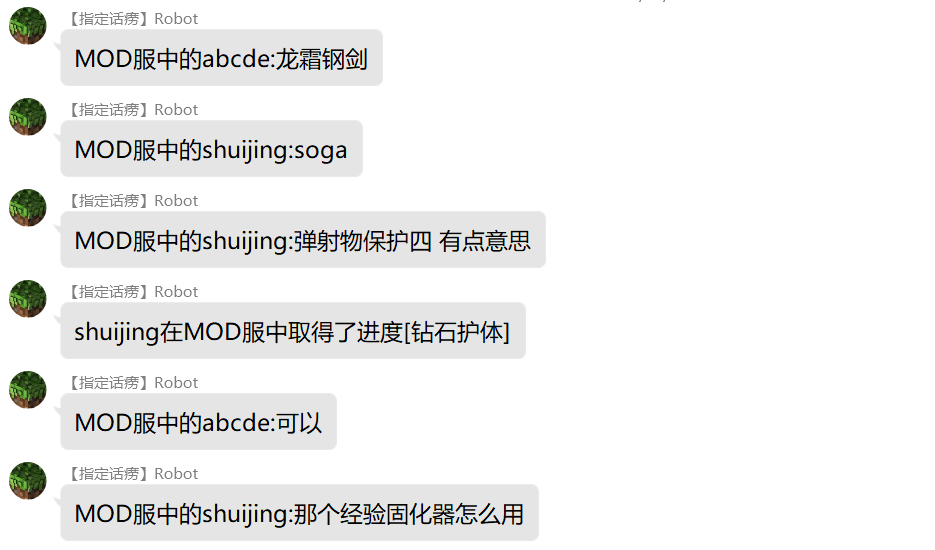 【指定话痨】Robot
MOD服中的abcde:龙霜钢剑
【指定话痨】Robot
MOD服中的shuijing:soga
【指定话痨】Robot
MOD服中的shuijing:弹射物保护四 有点意思
【指定话痨】Robot
shuijing在MOD服中取得了进度[钻石护体]
【指定话痨】Robot
MOD服中的abcde:可以
【指定话痨】Robot
MOD服中的shuijing:那个经验固化器怎么用